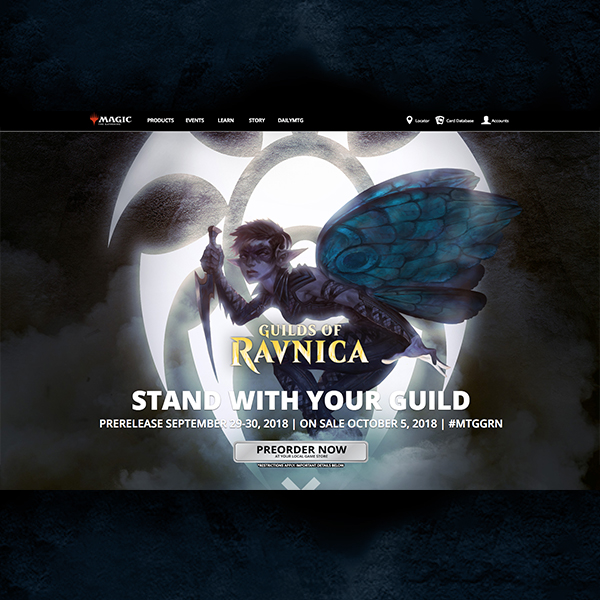 MAGIC
THE GATHERING
PRODUCTS EVENTS LEARN STORY DAILYMTG Locator Card Database Accounts
GUILDS OF
RAVNICA
STAND WITH YOUR GUILD
PRERELEASE SEPTEMBER 29-30, 2018 | ON SALE OCTOBER 5, 2018 | #MTGGRN
PREORDER NOW
AT YOUR LOCAL GAME STORE
*RESTRICTIONS APPLY. IMPORTANT DETAILS BELOW.